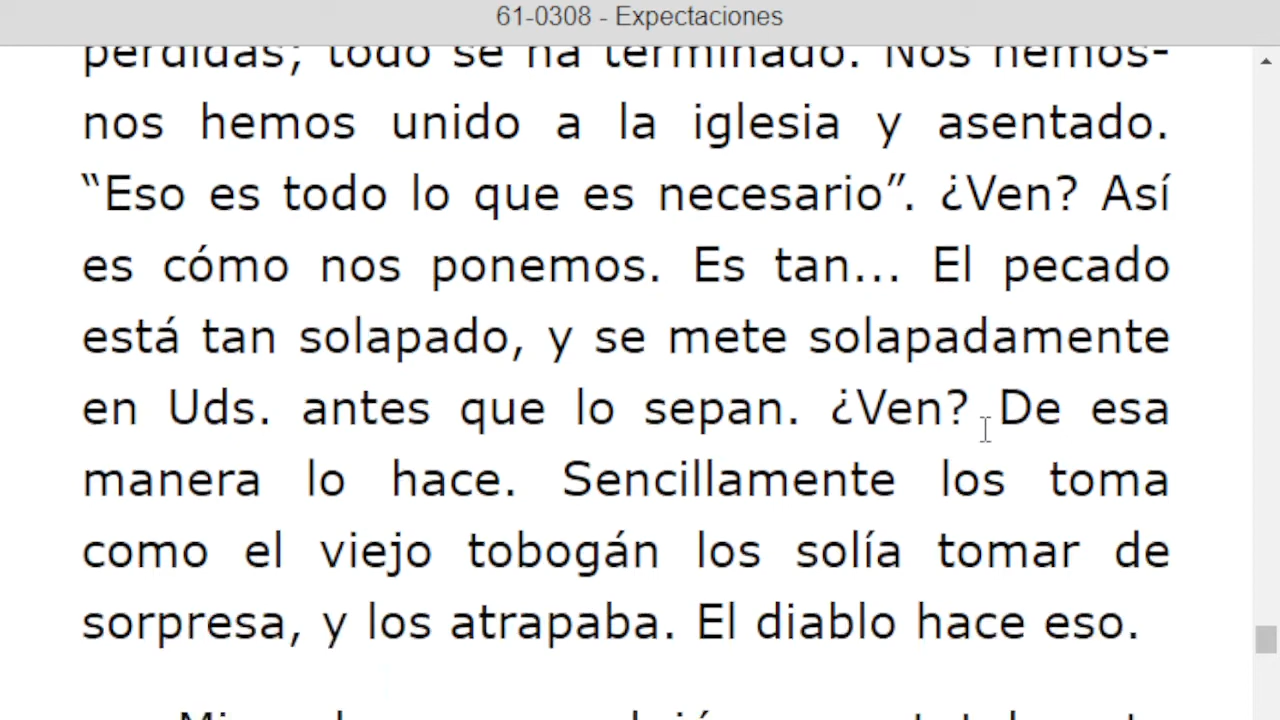 61-0308 - Expectaciones
perdidas; todo se ha terminado. Nos hemos-
nos hemos unido a la iglesia y asentado.
“Eso es todo lo que es necesario”. ¿Ven? Así
es cómo nos ponemos. Es tan... El pecado
está tan solapado, y se mete solapadamente
en Uds. antes que lo sepan. ¿Ven? De esa
manera lo hace. Sencillamente los toma
como el viejo tobogán los solía tomar de
sorpresa, y los atrapaba. El diablo hace eso.